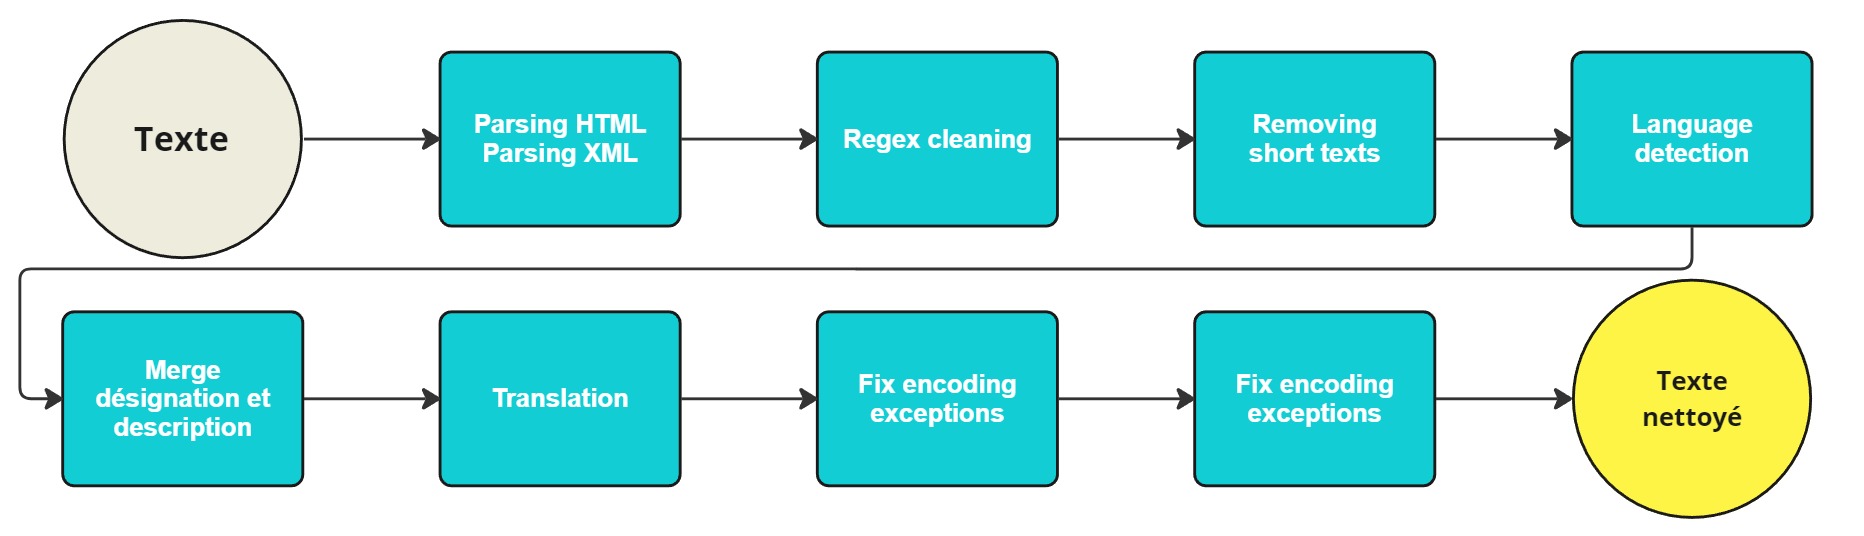 Texte
Parsing HTML
Parsing XML
Regex cleaning
Removing
short texts
Language
detection
Merge
désignation et
description
Translation
Fix encoding
exceptions
Fix encoding
exceptions
Texte
nettoyé